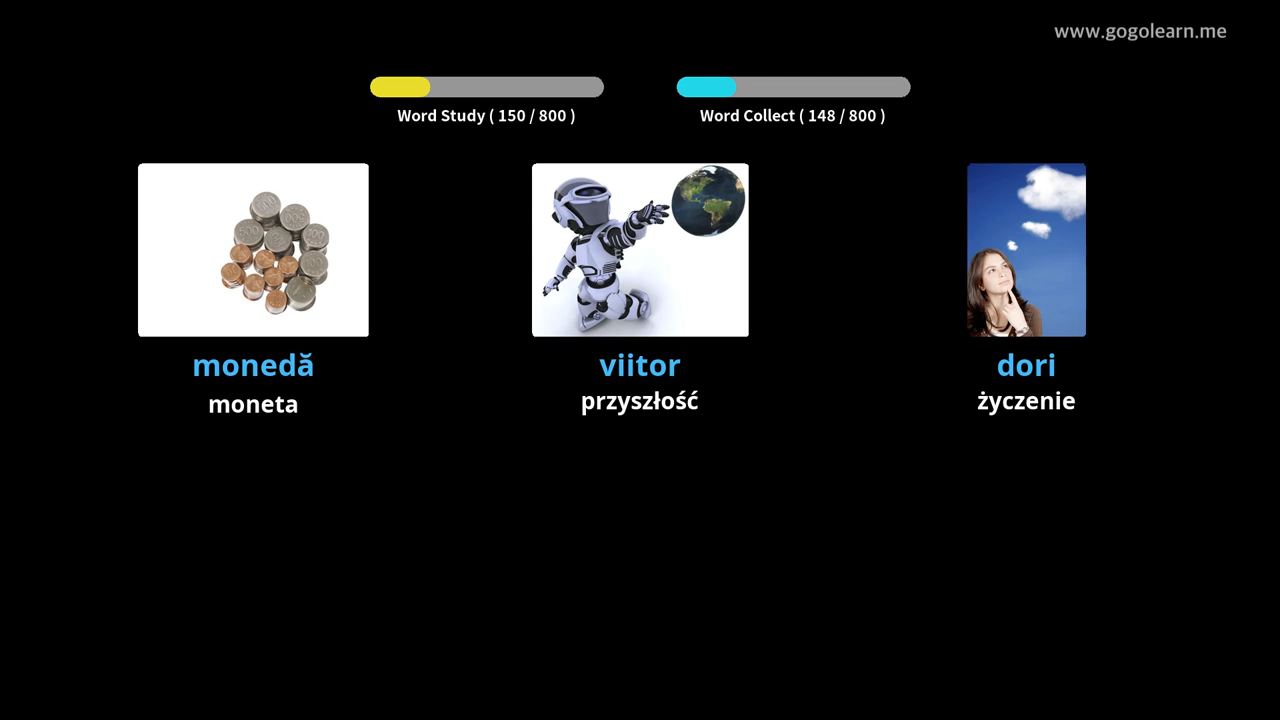 www.gogolearn.me
Word Study ( 150 / 800 )
Word Collect ( 148 / 800 )
monedă
moneta
viitor
przyszłość
dori
życzenie